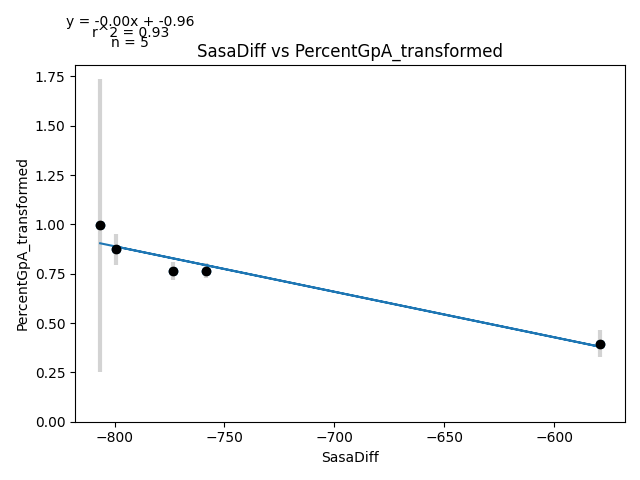 y = -0.00x + -0.96
r^2 = 0.93
n = 5
SasaDiff vs PercentGpA_transformed
PercentGpA_transformed
1.75
1.50
1.25
1.00
0.75
0.50
0.25
0.00
−800
−750
−700
−650
−600
SasaDiff